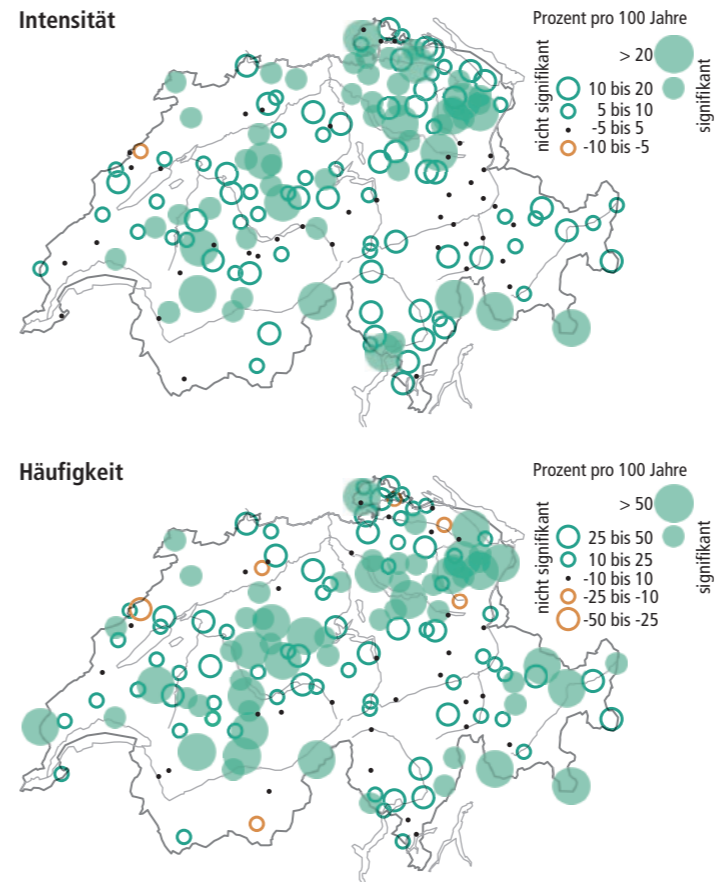 Intensität
Prozent pro 100 Jahre
> 20
10 bis 20
5 bis 10
-5 bis 5
-10 bis -5
nicht signifikant
signifikant
Häufigkeit
Prozent pro 100 Jahre
> 50
25 bis 50
10 bis 25
-10 bis 10
-25 bis -10
-50 bis -25
nicht signifikant
signifikant